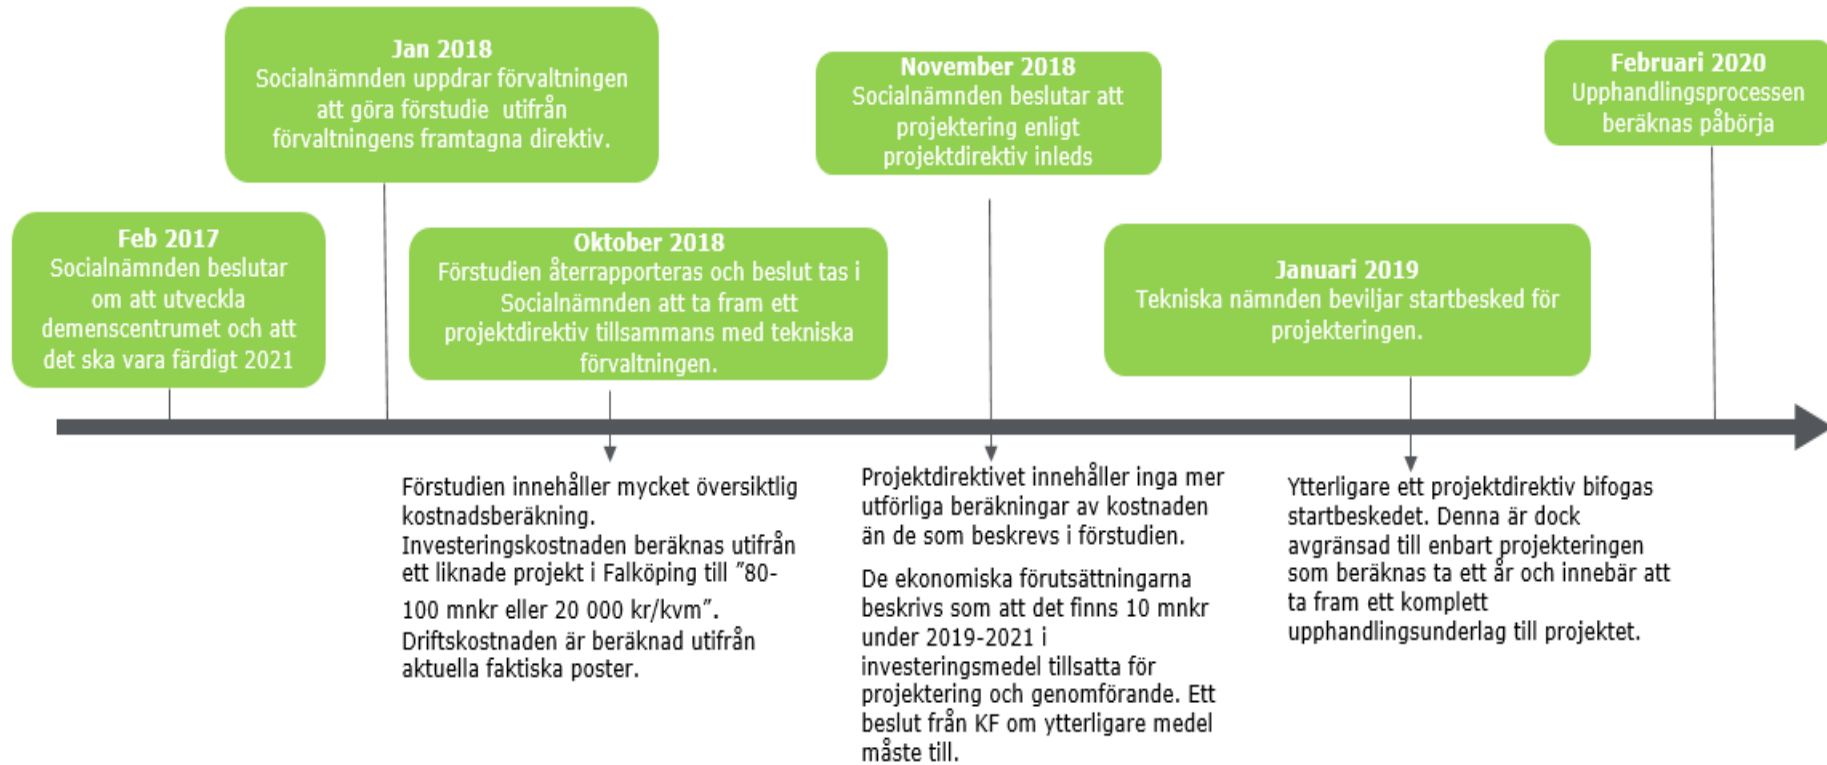 Feb 2017
Socialnämnden beslutar
om att utveckla
demenscentrumet och att
det ska vara färdigt 2021
Jan 2018
Socialnämnden uppdrar förvaltningen
att göra förstudie utifrån
förvaltningens framtagna direktiv.
Oktober 2018
Förstudien återrapporteras och beslut tas i
Socialnämnden att ta fram ett
projektdirektiv tillsammans med tekniska
förvaltningen.
November 2018
Socialnämnden beslutar att
projektering enligt
projektdirektiv inleds
Januari 2019
Tekniska nämnden beviljar startbesked för
projekteringen.
Februari 2020
Upphandlingsprocessen
beräknas påbörja
Förstudien innehåller mycket översiktlig
kostnadsberäkning.
Investeringskostnaden beräknas utifrån
ett liknade projekt i Falköping till ”80-
100 mnkr eller 20 000 kr/kvm”.
Driftskostnaden är beräknad utifrån
aktuella faktiska poster.
Projektdirektivet innehåller inga mer
utförliga beräkningar av kostnaden
än de som beskrevs i förstudien.
De ekonomiska förutsättningarna
beskrivs som att det finns 10 mnkr
under 2019-2021 i
investeringsmedel tillsatta för
projektering och genomförande. Ett
beslut från KF om ytterligare medel
måste till.
Ytterligare ett projektdirektiv bifogas
startbeskedet. Denna är dock
avgränsad till enbart projekteringen
som beräknas ta ett år och innebär att
ta fram ett komplett
upphandlingsunderlag till projektet.